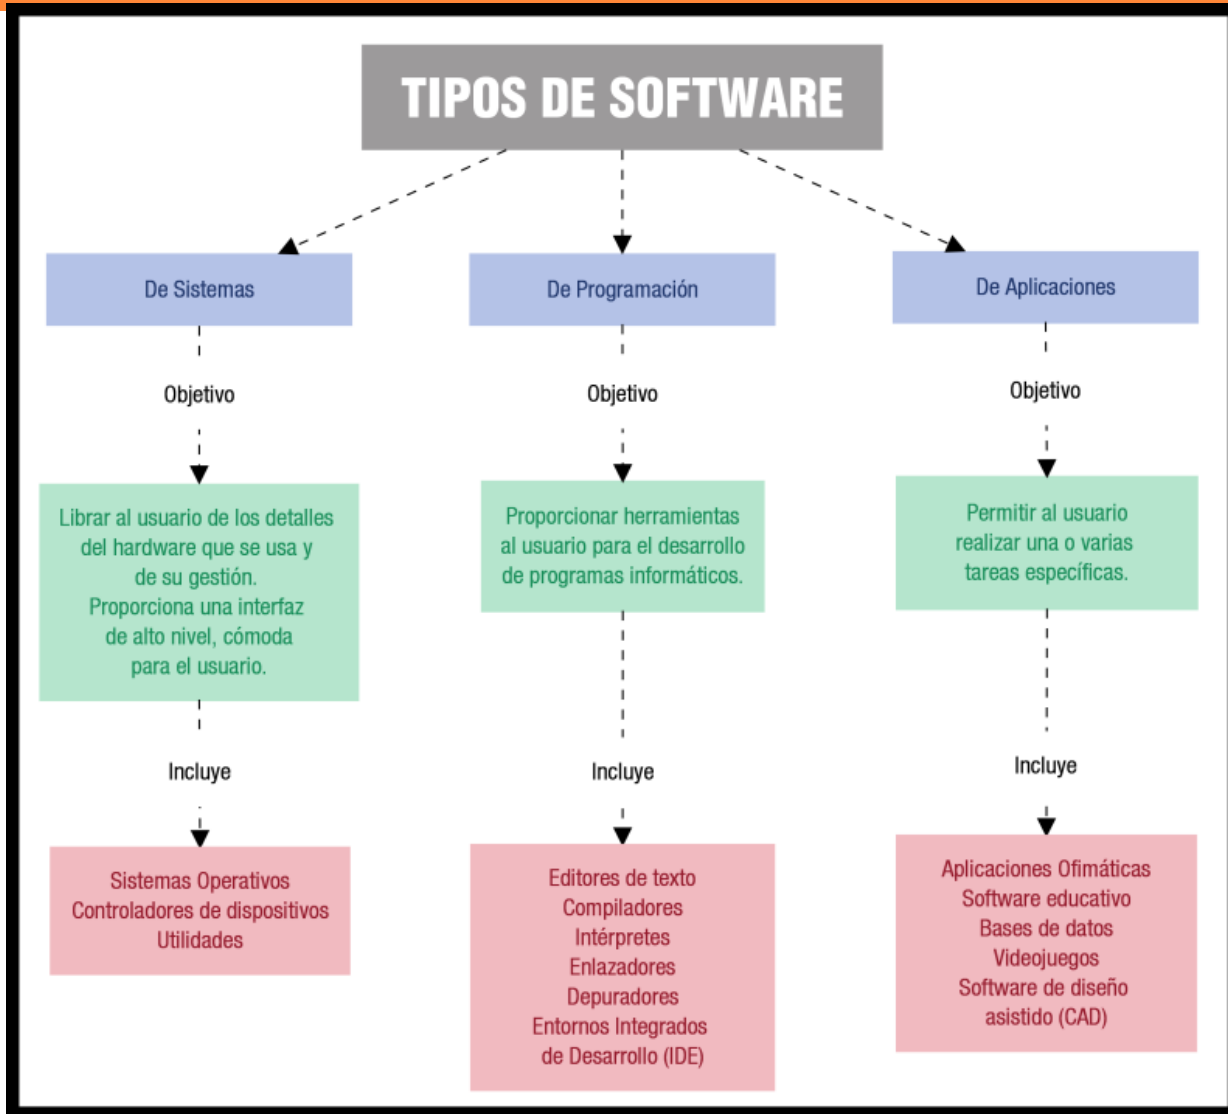 TIPOS DE SOFTWARE
De Sistemas
Objetivo
Librar al usuario de los detalles
del hardware que se usa y
de su gestión.
Proporciona una interfaz
de alto nivel, cómoda
para el usuario.
Incluye
Sistemas Operativos
Controladores de dispositivos
Utilidades
De Programación
Objetivo
Proporcionar herramientas
al usuario para el desarrollo
de programas informáticos.
Incluye
Editores de texto
Compiladores
Intérpretes
Enlazadores
Depuradores
Entornos Integrados
de Desarrollo (IDE)
De Aplicaciones
Objetivo
Permitir al usuario
realizar una o varias
tareas específicas.
Incluye
Aplicaciones Ofimáticas
Software educativo
Bases de datos
Videojuegos
Software de diseño
asistido (CAD)